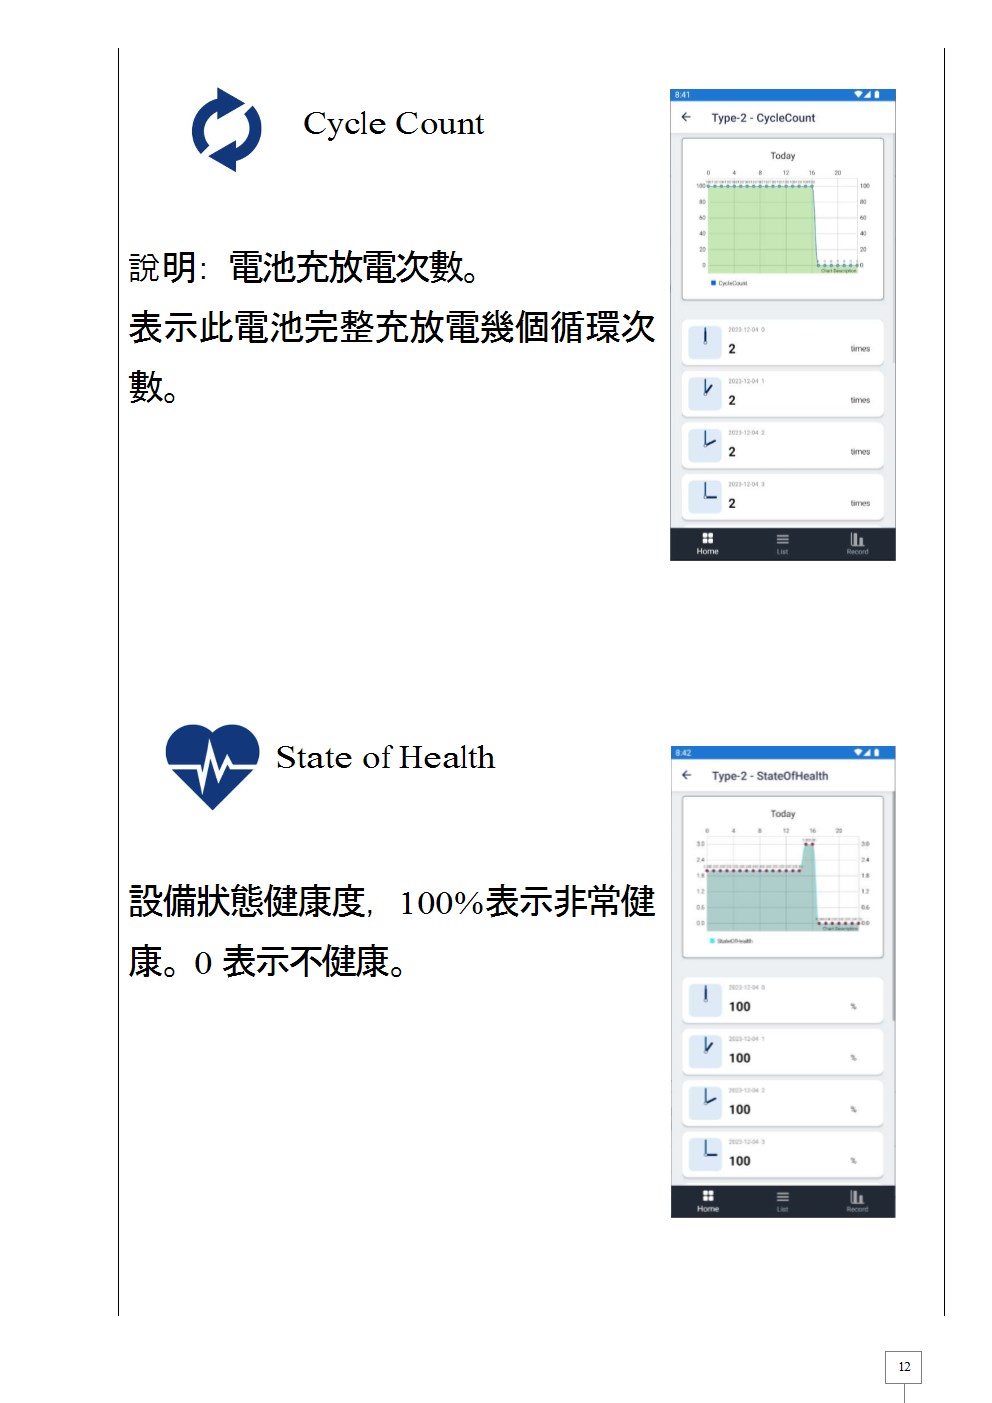 Cycle Count
說明：電池充放電次數。
表示此電池完整充放電幾個循環次
數。
8:41
Type-2 - CycleCount
Today
0 4 8 12 16 20
100 100
80 80
60 60
40 40
20 20
0 0
Chart Description
CycleCount
2023-12-04 0
2 times
2023-12-04 1
2 times
2023-12-04 2
2 times
2023-12-04 3
2 times
Home List Record
State of Health
設備狀態健康度，100%表示非常健
康。0 表示不健康。
8:42
Type-2 - StateOfHealth
Today
0 4 8 12 16 20
3.0 3.0
2.4 2.4
1.8 1.8
1.2 1.2
0.6 0.6
0.0 0.0
Chart Description
StateOfHealth
2023-12-04 0
100 %
2023-12-04 1
100 %
2023-12-04 2
100 %
2023-12-04 3
100 %
Home List Record
12